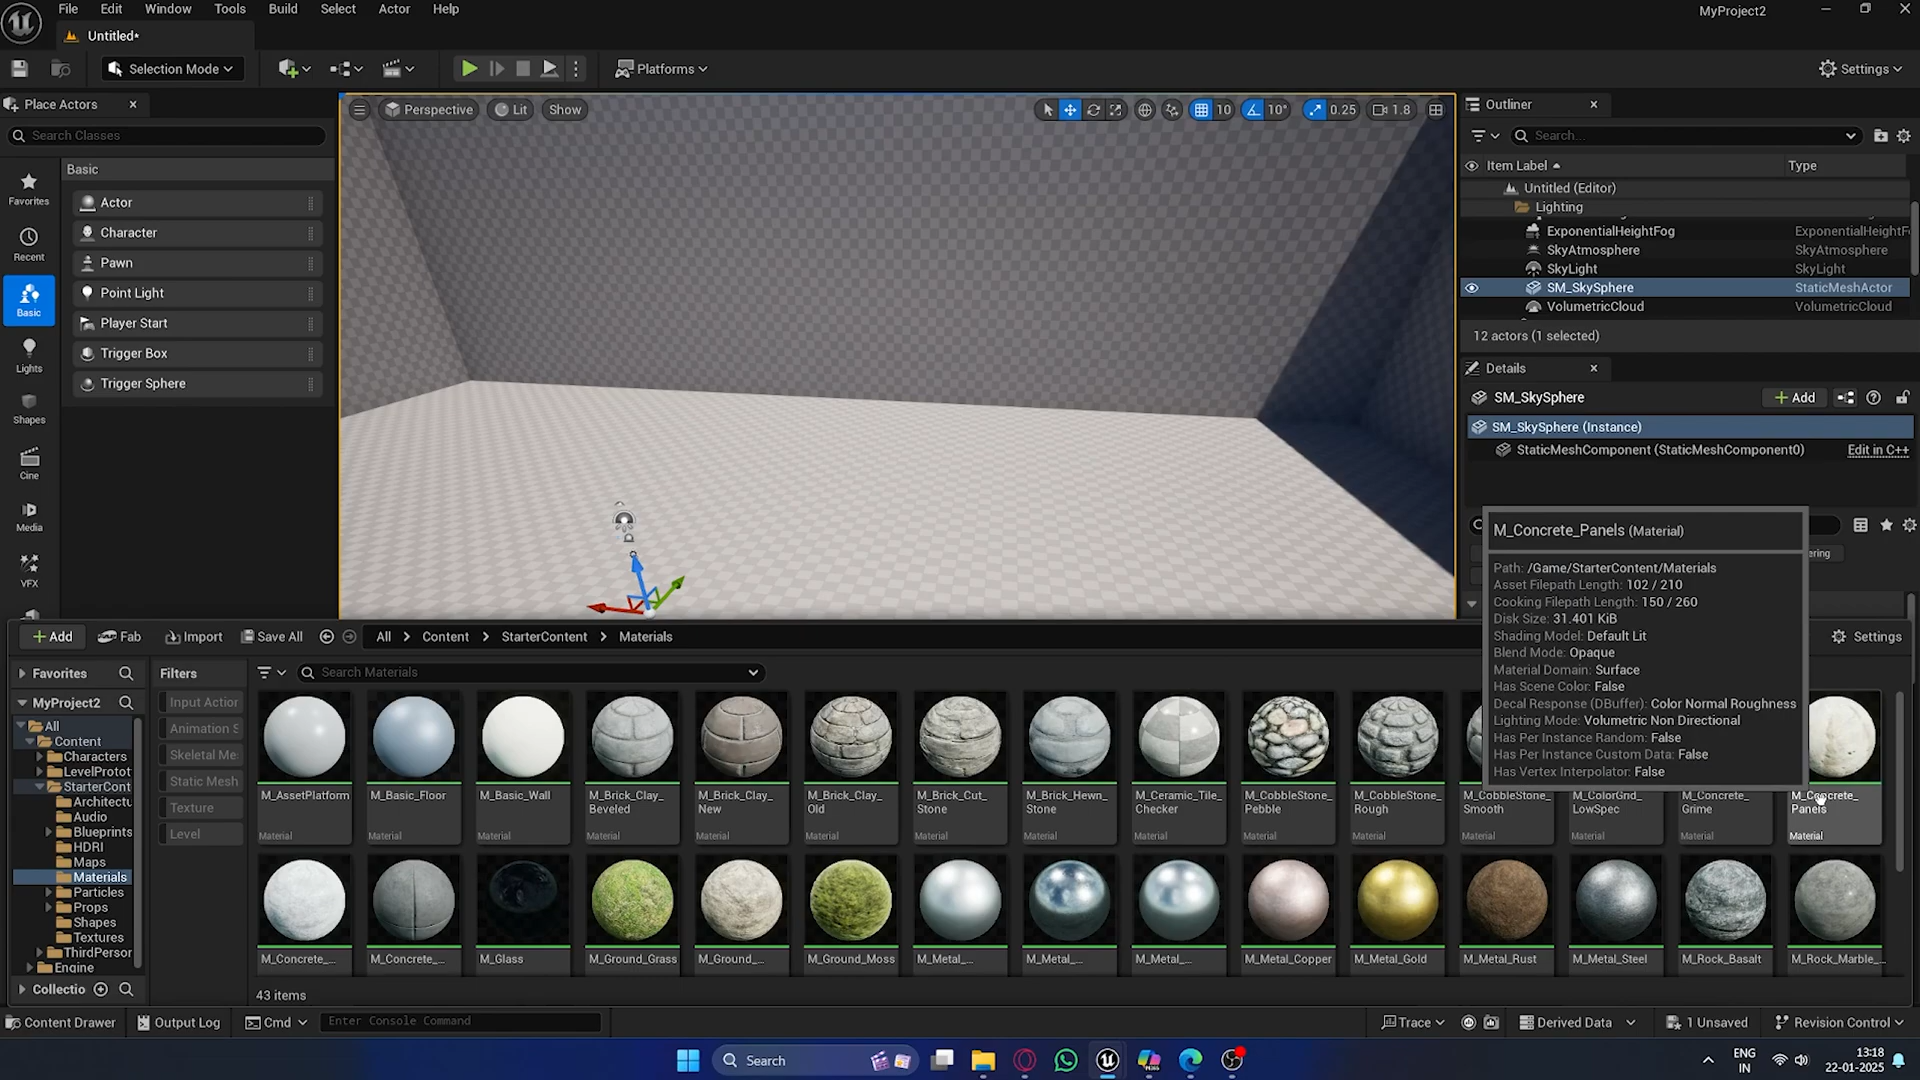 File Edit Window Tools Build Select Actor Help
MyProject2
Untitled*
Selection Mode
Platforms
Settings
Place Actors
Search Classes
Favorites
Recent
Basic
Lights
Shapes
Cine
Media
VFX
Basic
Actor
Character
Pawn
Point Light
Player Start
Trigger Box
Trigger Sphere
Perspective
Lit
Show
10
10°
0.25
1.8
Outliner
Search...
Item Label
Type
Untitled (Editor)
Lighting
ExponentialHeightFog ExponentialHeightF
SkyAtmosphere SkyAtmosphere
SkyLight SkyLight
SM_SkySphere StaticMeshActor
VolumetricCloud VolumetricCloud
12 actors (1 selected)
Details
SM_SkySphere
Add
SM_SkySphere (Instance)
StaticMeshComponent (StaticMeshComponent0) Edit in C++
ering
M_Concrete_Panels (Material)
Path: /Game/StarterContent/Materials
Asset Filepath Length: 102 / 210
Cooking Filepath Length: 150 / 260
Disk Size: 31.401 KiB
Shading Model: Default Lit
Blend Mode: Opaque
Material Domain: Surface
Has Scene Color: False
Decal Response (DBuffer): Color Normal Roughness
Lighting Mode: Volumetric Non Directional
Has Per Instance Random: False
Has Per Instance Custom Data: False
Has Vertex Interpolator: False
Add
Fab
Import
Save All
All > Content > StarterContent > Materials
Settings
Favorites
MyProject2
All
Content
Characters
LevelProtot
StarterCont
Architectu
Audio
Blueprints
HDRI
Maps
Materials
Particles
Props
Shapes
Textures
ThirdPerson
Engine
Collectio
Filters
Input Action
Animation S
Skeletal Me
Static Mesh
Texture
Level
Search Materials
M_AssetPlatform
Material
M_Basic_Floor
Material
M_Basic_Wall
Material
M_Brick_Clay_
Beveled
Material
M_Brick_Clay_
New
Material
M_Brick_Clay_
Old
Material
M_Brick_Cut_
Stone
Material
M_Brick_Hewn_
Stone
Material
M_Ceramic_Tile_
Checker
Material
M_CobbleStone_
Pebble
Material
M_CobbleStone_
Rough
Material
M_CobbleStone_
Smooth
Material
M_ColorGrid_
LowSpec
Material
M_Concrete_
Grime
Material
M_Concrete_
Panels
Material
M_Concrete_...
M_Concrete_...
M_Glass
M_Ground_Grass
M_Ground_...
M_Ground_Moss
M_Metal_...
M_Metal_...
M_Metal_...
M_Metal_Copper
M_Metal_Gold
M_Metal_Rust
M_Metal_Steel
M_Rock_Basalt
M_Rock_Marble_...
43 items
Content Drawer
Output Log
Cmd
Enter Console Command
Trace
Derived Data
1 Unsaved
Revision Control
Search
ENG
IN
13:18
22-01-2025